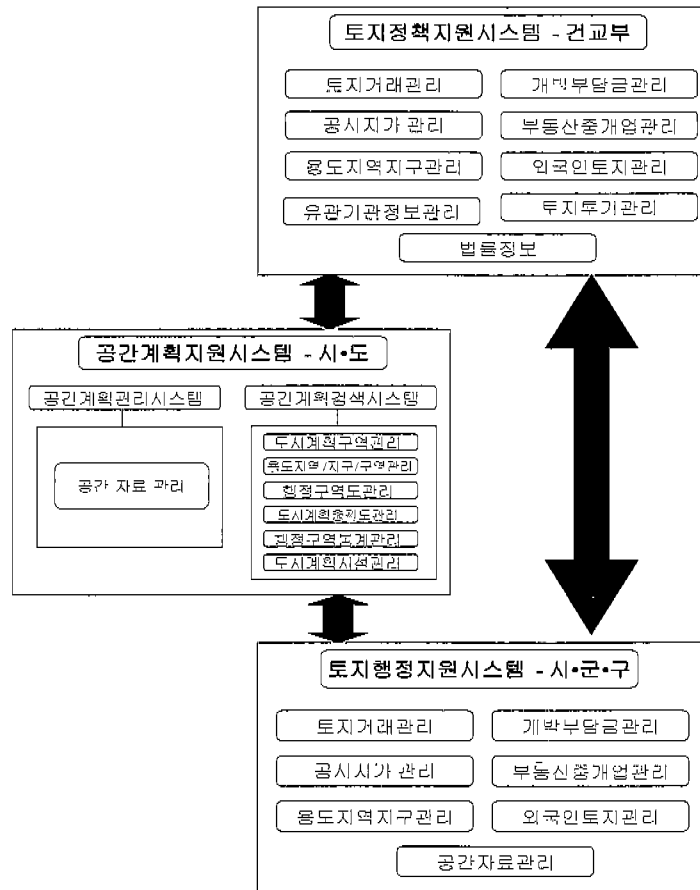 토지정책지원시스템 - 건교부
토지거래관리 개발부담금관리
공시지가 관리 부동산중개업관리
용도지역지구관리 외국인토지관리
유관기관정보관리 토지투기관리
법률정보
공간계획지원시스템 - 시•도
공간계획관리시스템 공간계획검색시스템
공간 자료 관리
도시계획구역관리
용도지역/지구/구역관리
행정구역도관리
도시계획총괄도관리
행정구역통계관리
도시계획시설관리
토지행정지원시스템 - 시•군•구
토지거래관리 개발부담금관리
공시지가 관리 부동산중개업관리
용도지역지구관리 외국인토지관리
공간자료관리